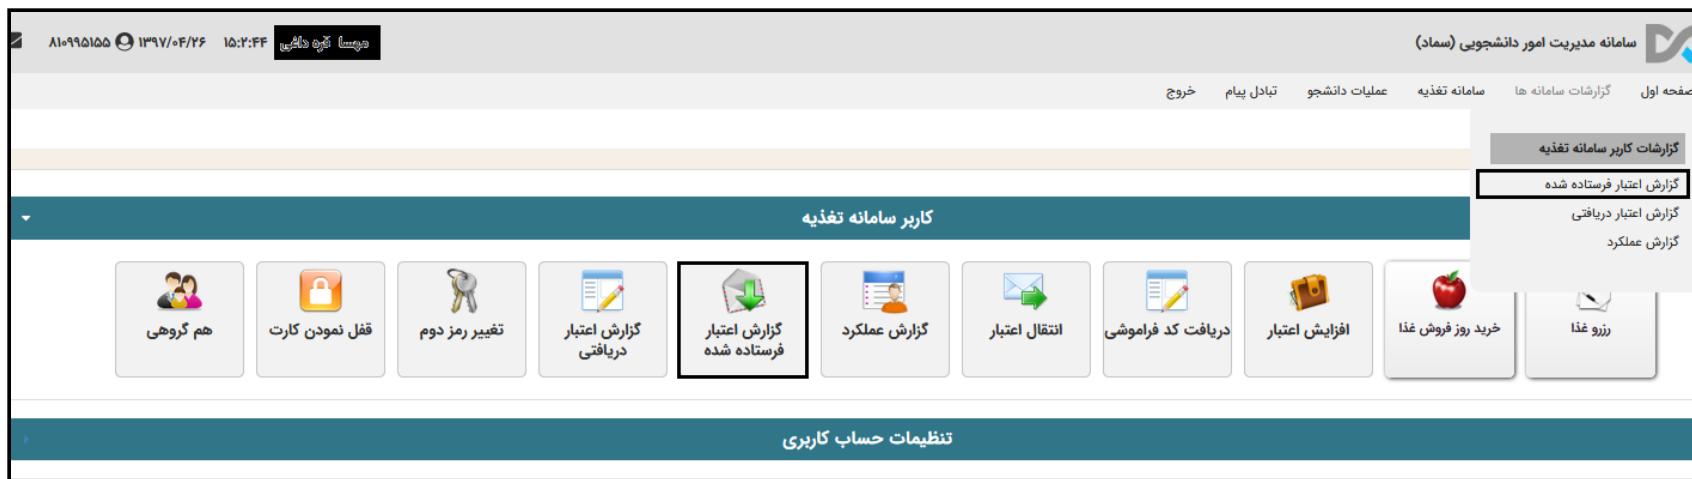 سامانه مدیریت امور دانشجویی (سماد)
مهسا قره داغی ۱۵:۲:۴۴ ۱۳۹۷/۰۴/۲۶ ۸۱۰۹۹۵۱۵۵
صفحه اول گزارشات سامانه ها سامانه تغذیه عملیات دانشجو تبادل پیام خروج
گزارشات کاربر سامانه تغذیه
گزارش اعتبار فرستاده شده
گزارش اعتبار دریافتی
گزارش عملکرد
کاربر سامانه تغذیه
رزرو غذا
خرید روز فروش غذا
افزایش اعتبار
دریافت کد فراموشی
انتقال اعتبار
گزارش عملکرد
گزارش اعتبار
فرستاده شده
گزارش اعتبار
دریافتی
تغییر رمز دوم
قفل نمودن کارت
هم گروهی
تنظیمات حساب کاربری